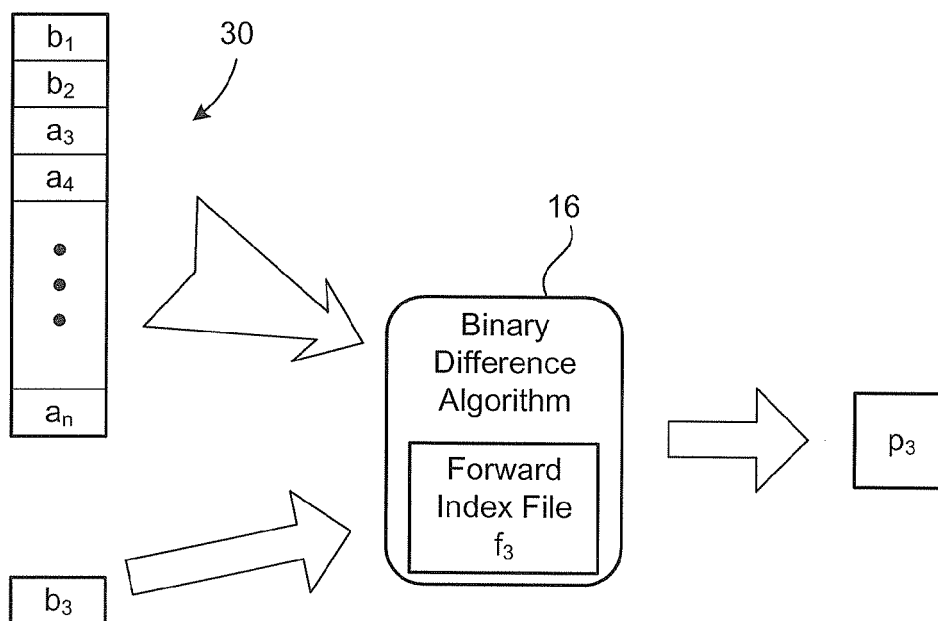 b₁
30
b₂
a₃
a₄
16
Binary
Difference
Algorithm
aₙ
Forward
Index File
f₃
p₃
b₃